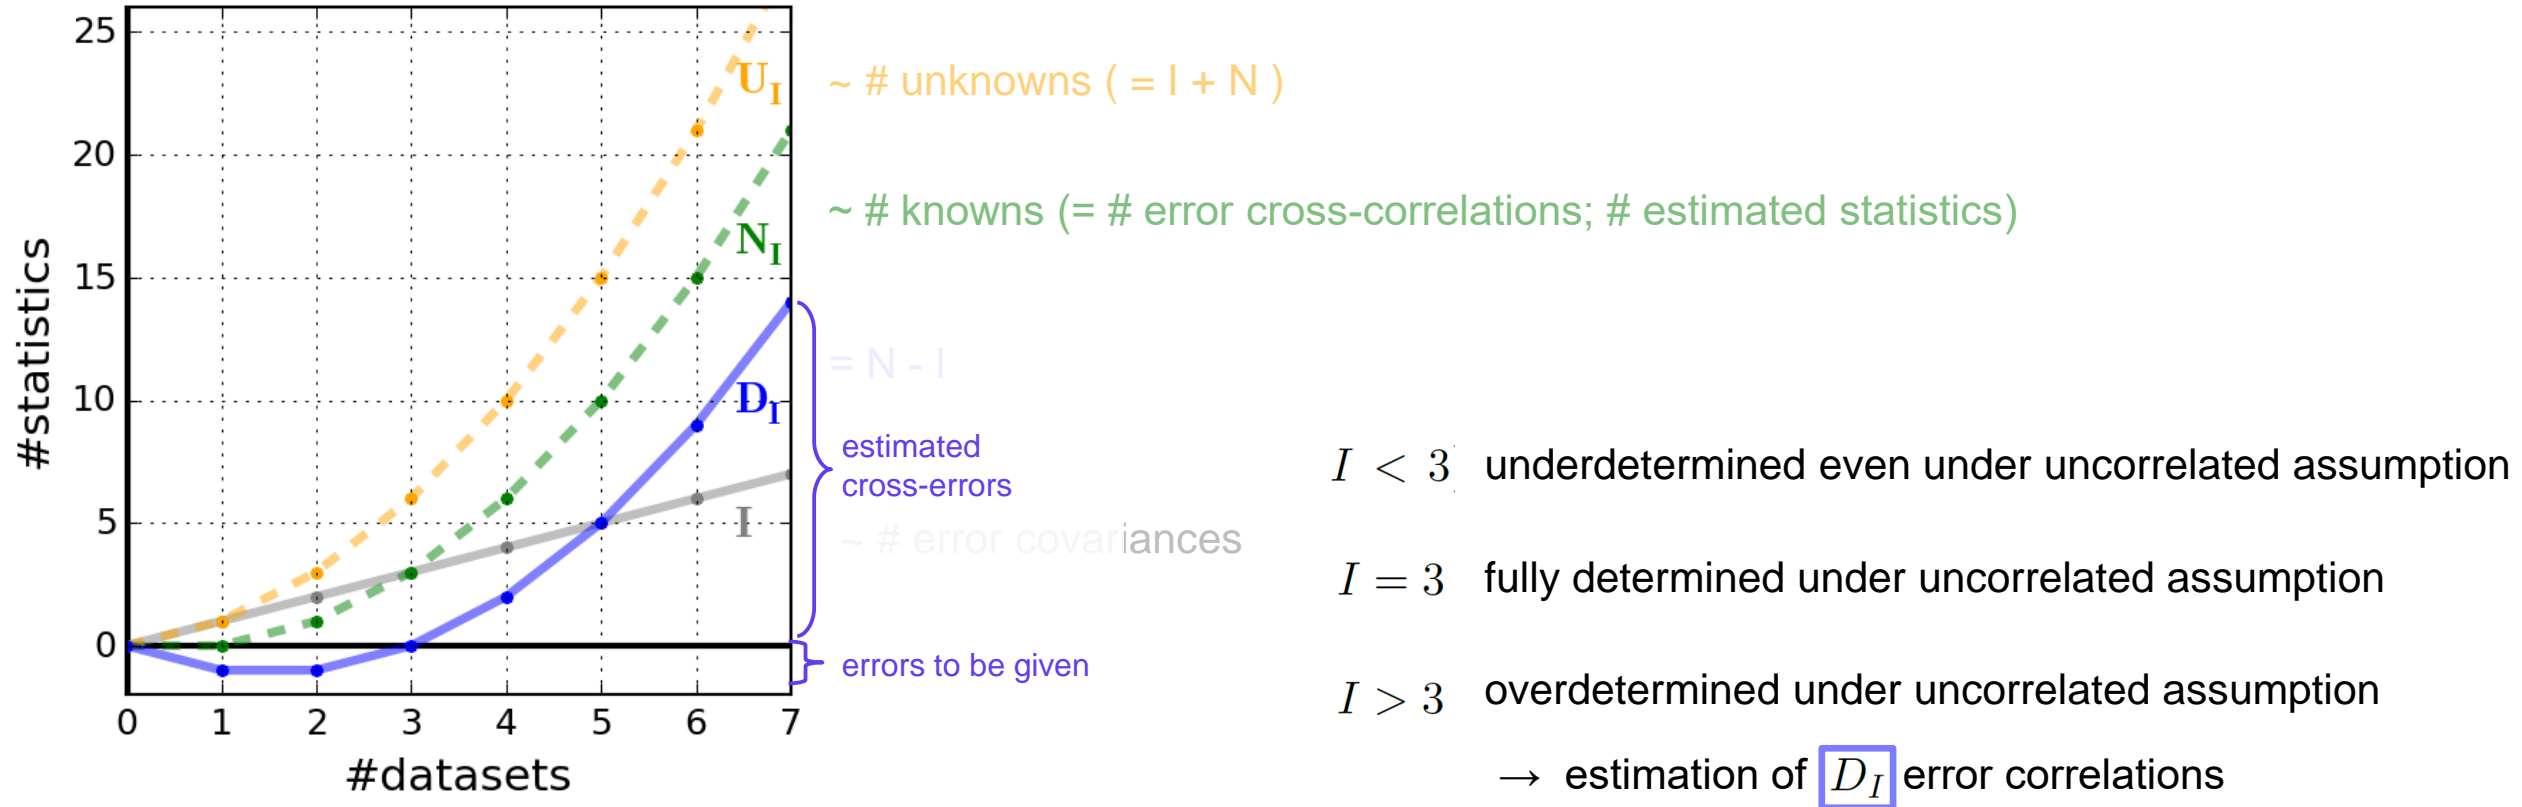 25
20
15
10
5
0
#statistics
0 1 2 3 4 5 6 7
#datasets
U_I
N_I
D_I
I
~ # unknowns ( = I + N )
~ # knowns (= # error cross-correlations; # estimated statistics)
= N - I
estimated
cross-errors
~ # error covariances
errors to be given
I < 3 underdetermined even under uncorrelated assumption
I = 3 fully determined under uncorrelated assumption
I > 3 overdetermined under uncorrelated assumption
→ estimation of D_I error correlations